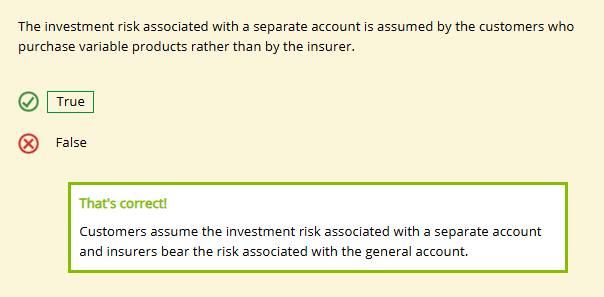 The investment risk associated with a separate account is assumed by the customers who
purchase variable products rather than by the insurer.
True
False
That's correct!
Customers assume the investment risk associated with a separate account
and insurers bear the risk associated with the general account.